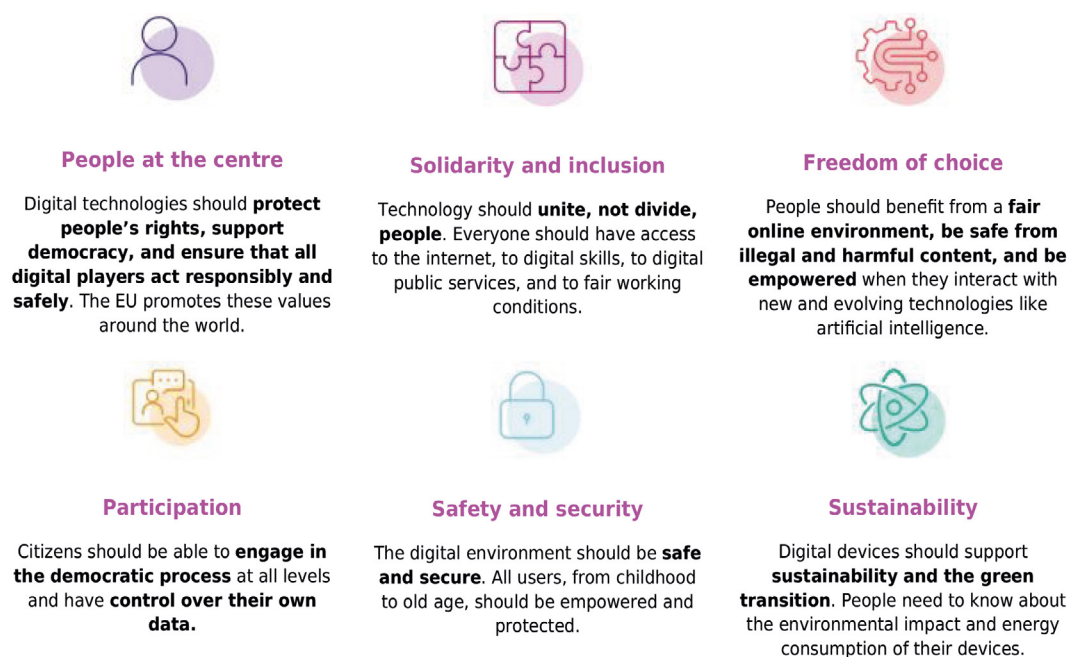 People at the centre
Digital technologies should protect
people’s rights, support
democracy, and ensure that all
digital players act responsibly and
safely. The EU promotes these values
around the world.
Solidarity and inclusion
Technology should unite, not divide,
people. Everyone should have access
to the internet, to digital skills, to digital
public services, and to fair working
conditions.
Freedom of choice
People should benefit from a fair
online environment, be safe from
illegal and harmful content, and be
empowered when they interact with
new and evolving technologies like
artificial intelligence.
Participation
Citizens should be able to engage in
the democratic process at all levels
and have control over their own
data.
Safety and security
The digital environment should be safe
and secure. All users, from childhood
to old age, should be empowered and
protected.
Sustainability
Digital devices should support
sustainability and the green
transition. People need to know about
the environmental impact and energy
consumption of their devices.